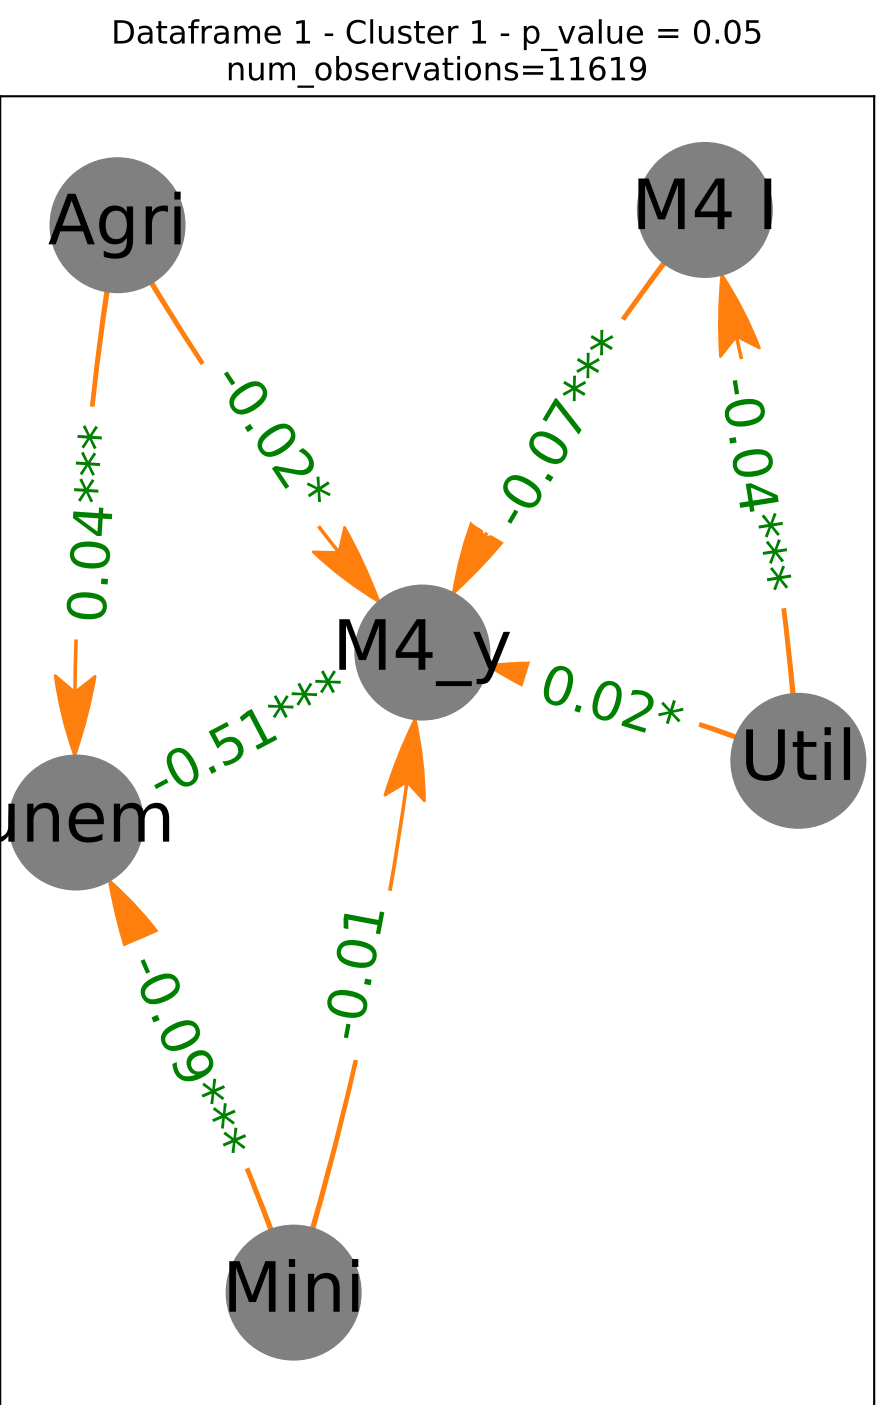 Dataframe 1 - Cluster 1 - p_value = 0.05
num_observations=11619
Agri
M4 I
-0.02*
-0.07***
-0.04***
0.04***
M4_y
0.02*
-0.51***
Util
unem
-0.01
-0.09***
Mini